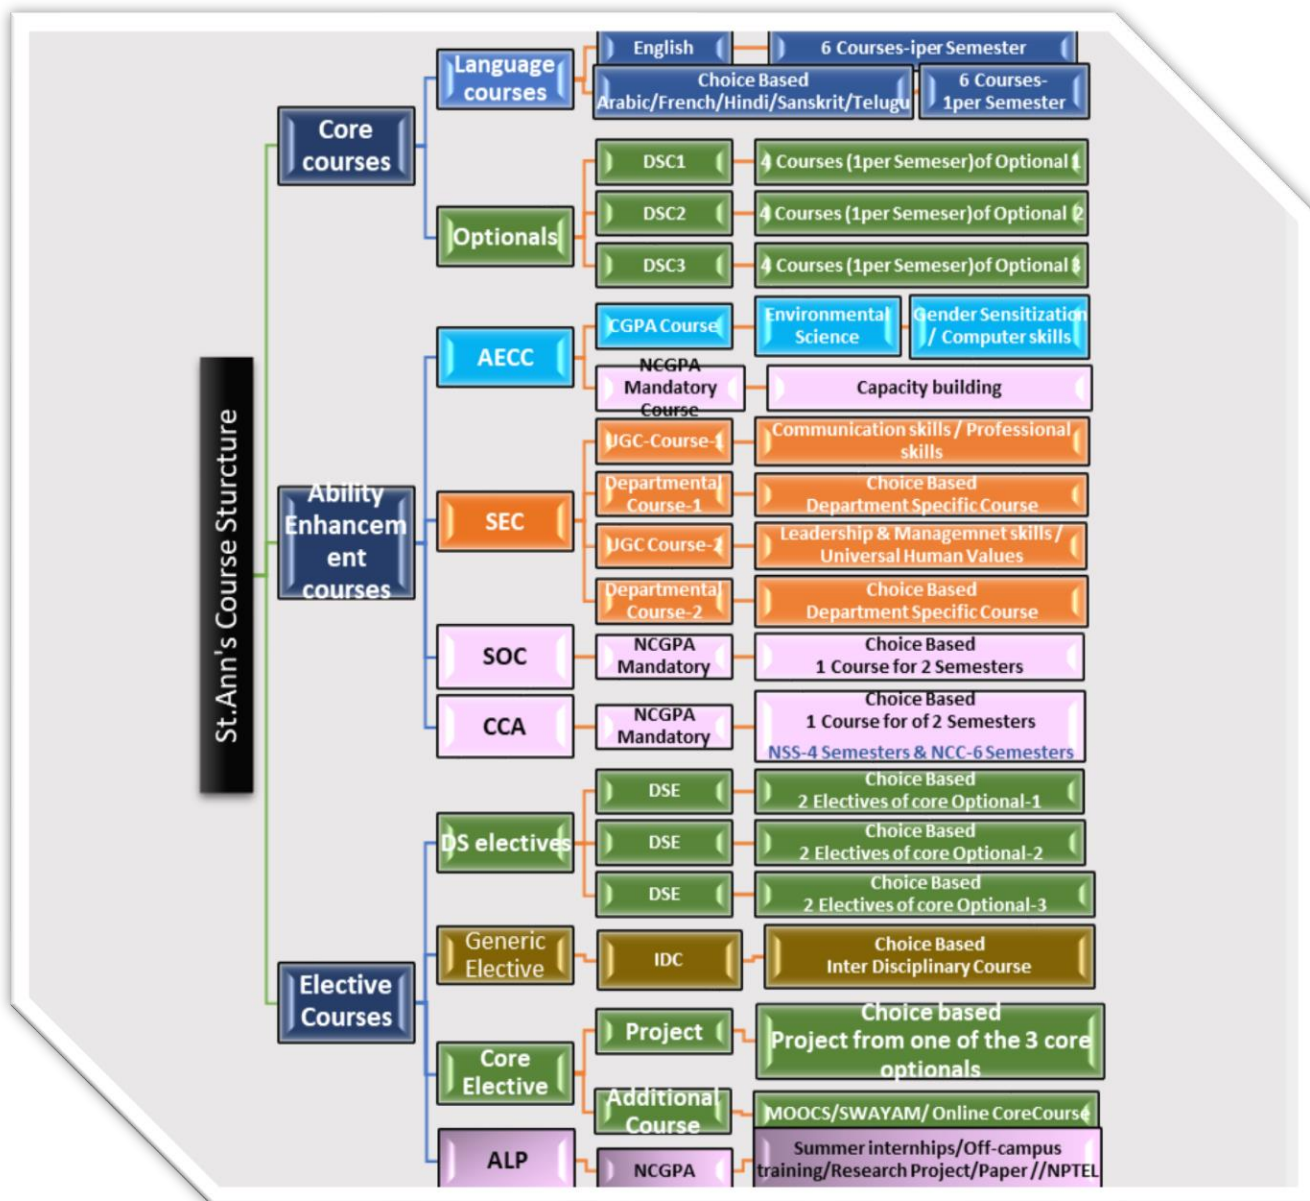 St.Ann's Course Sturcture
Core
courses
Language
courses
English
6 Courses-iper Semester
Choice Based
Arabic/French/Hindi/Sanskrit/Telugu
6 Courses-
1per Semester
Optionals
DSC1
4 Courses (1per Semeser)of Optional 1
DSC2
4 Courses (1per Semeser)of Optional 2
DSC3
4 Courses (1per Semeser)of Optional 3
Ability
Enhancem
ent
courses
AECC
CGPA Course
Environmental
Science
Gender Sensitization
/ Computer skills
NCGPA
Mandatory
Course
Capacity building
SEC
UGC-Course-1
Communication skills / Professional
skills
Departmental
Course-1
Choice Based
Department Specific Course
UGC Course-2
Leadership & Managemnet skills /
Universal Human Values
Departmental
Course-2
Choice Based
Department Specific Course
SOC
NCGPA
Mandatory
Choice Based
1 Course for 2 Semesters
CCA
NCGPA
Mandatory
Choice Based
1 Course for of 2 Semesters
NSS-4 Semesters & NCC-6 Semesters
Elective
Courses
DS electives
DSE
Choice Based
2 Electives of core Optional-1
DSE
Choice Based
2 Electives of core Optional-2
DSE
Choice Based
2 Electives of core Optional-3
Generic
Elective
IDC
Choice Based
Inter Disciplinary Course
Core
Elective
Project
Choice based
Project from one of the 3 core
optionals
Additional
Course
MOOCS/SWAYAM/ Online CoreCourse
ALP
NCGPA
Summer internhips/Off-campus
training/Research Project/Paper //NPTEL